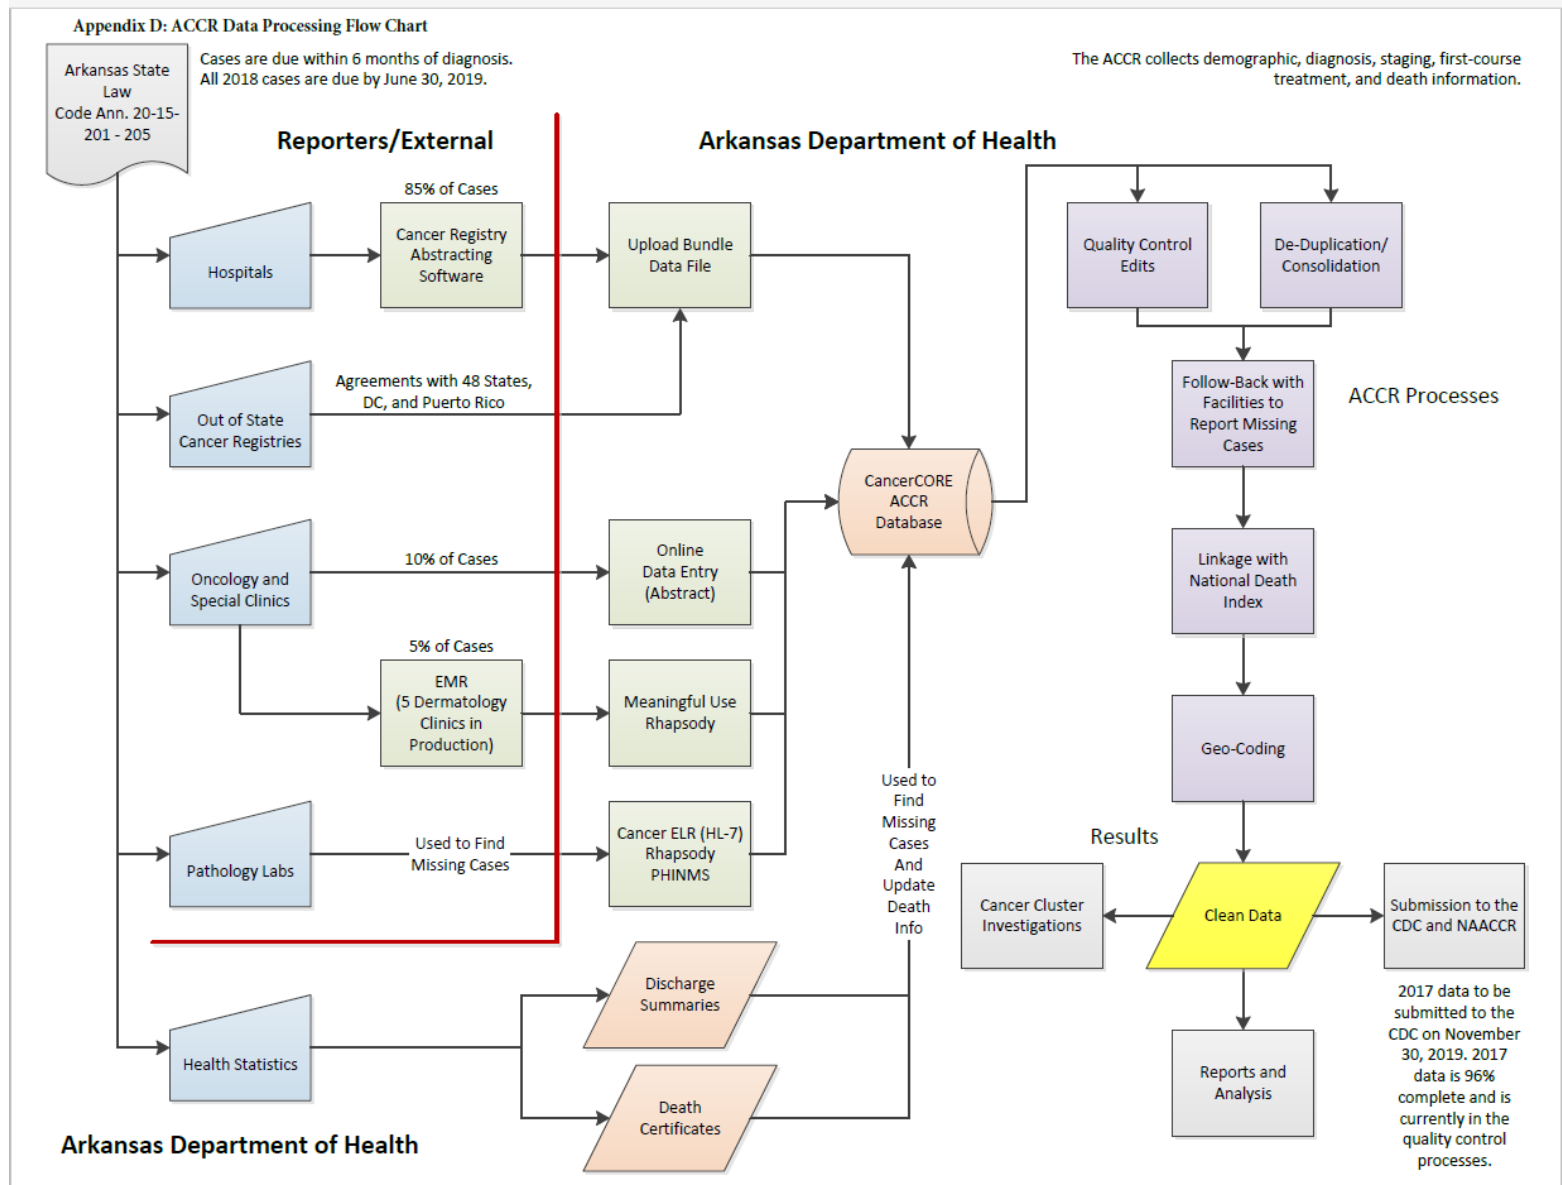 Appendix D: ACCR Data Processing Flow Chart
Arkansas State
Law
Code Ann. 20-15-
201 - 205
Cases are due within 6 months of diagnosis.
All 2018 cases are due by June 30, 2019.
The ACCR collects demographic, diagnosis, staging, first-course
treatment, and death information.
Reporters/External
Arkansas Department of Health
85% of Cases
Hospitals
Cancer Registry
Abstracting
Software
Upload Bundle
Data File
Quality Control
Edits
De-Duplication/
Consolidation
Out of State
Cancer Registries
Agreements with 48 States,
DC, and Puerto Rico
Follow-Back with
Facilities to
Report Missing
Cases
ACCR Processes
CancerCORE
ACCR
Database
Oncology and
Special Clinics
10% of Cases
Online
Data Entry
(Abstract)
Linkage with
National Death
Index
5% of Cases
EMR
(5 Dermatology
Clinics in
Production)
Meaningful Use
Rhapsody
Geo-Coding
Pathology Labs
Used to Find
Missing Cases
Cancer ELR (HL-7)
Rhapsody
PHINMS
Used to
Find
Missing
Cases
And
Update
Death
Info
Results
Cancer Cluster
Investigations
Clean Data
Submission to the
CDC and NAACCR
Discharge
Summaries
Health Statistics
Death
Certificates
Reports and
Analysis
2017 data to be
submitted to the
CDC on November
30, 2019. 2017
data is 96%
complete and is
currently in the
quality control
processes.
Arkansas Department of Health